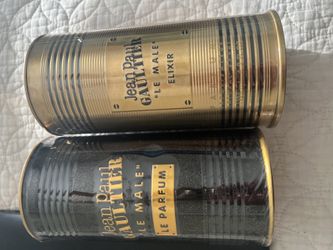 Jean Paul
GAULTIER
"LE MALE"
ELIXIR
Jean Paul
GAULTIER
"LE MALE"
LE PARFUM